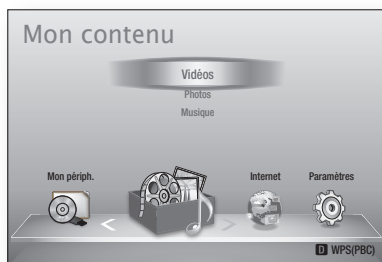 Mon contenu
Vidéos
Photos
Musique
Mon périph.
Internet
Paramètres
D WPS(PBC)